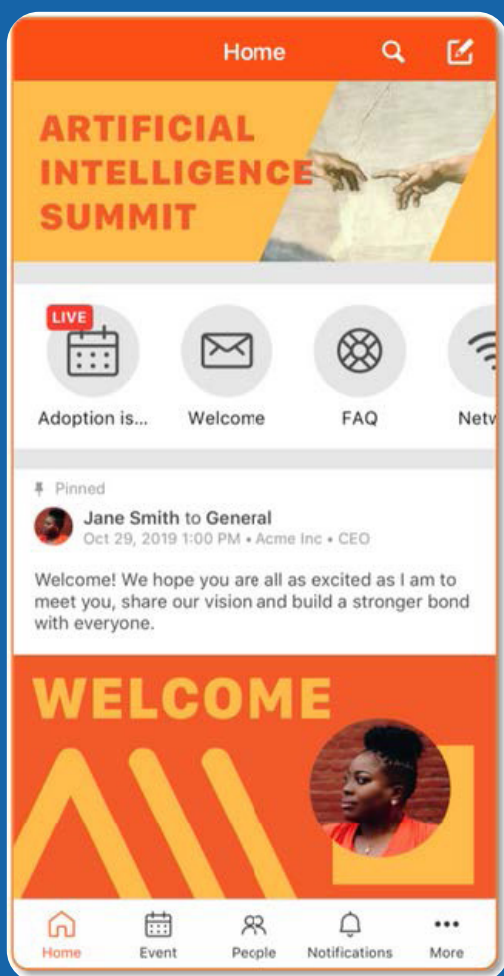 Home
ARTIFICIAL
INTELLIGENCE
SUMMIT
LIVE
Adoption is...
Welcome
FAQ
Netw
Pinned
Jane Smith to General
Oct 29, 2019 1:00 PM • Acme Inc • CEO
Welcome! We hope you are all as excited as I am to
meet you, share our vision and build a stronger bond
with everyone.
WELCOME
Home
Event
People
Notifications
More